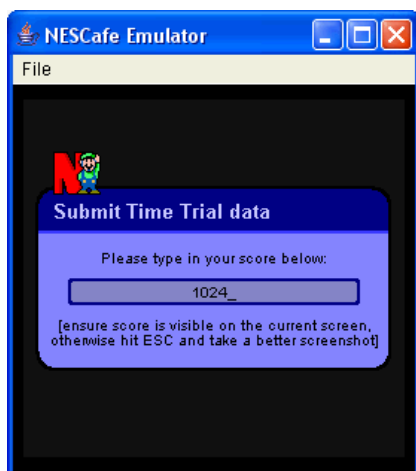 NESCafe Emulator
File
N
Submit Time Trial data
Please type in your score below:
1024_
[ensure score is visible on the current screen,
otherwise hit ESC and take a better screenshot]